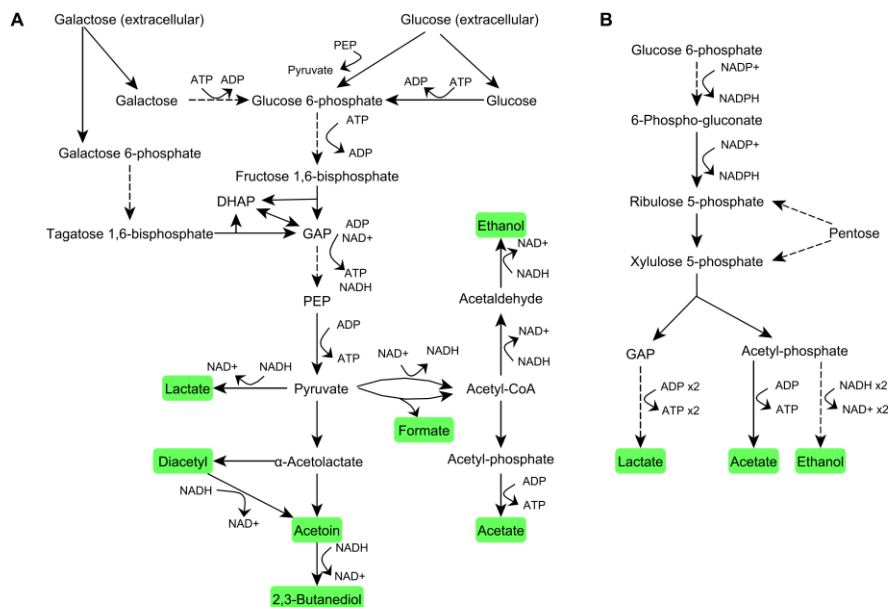 A
Galactose (extracellular)
Glucose (extracellular)
PEP
Pyruvate
ATP ADP
ADP ATP
Galactose
Glucose 6-phosphate
Glucose
ATP
ADP
Galactose 6-phosphate
Fructose 1,6-bisphosphate
DHAP
Tagatose 1,6-bisphosphate
GAP
ADP
NAD+
ATP
NADH
PEP
ADP
ATP
Ethanol
NAD+
NADH
Acetaldehyde
NAD+
NADH
NAD+ NADH
NAD+ NADH
Lactate
Pyruvate
Acetyl-CoA
Formate
Diacetyl
α-Acetolactate
Acetyl-phosphate
NADH
NAD+
ADP
ATP
Acetoin
Acetate
NADH
NAD+
2,3-Butanediol
B
Glucose 6-phosphate
NADP+
NADPH
6-Phospho-gluconate
NADP+
NADPH
Ribulose 5-phosphate
Pentose
Xylulose 5-phosphate
GAP
Acetyl-phosphate
ADP x2
ATP x2
ADP
ATP
NADH x2
NAD+ x2
Lactate
Acetate
Ethanol